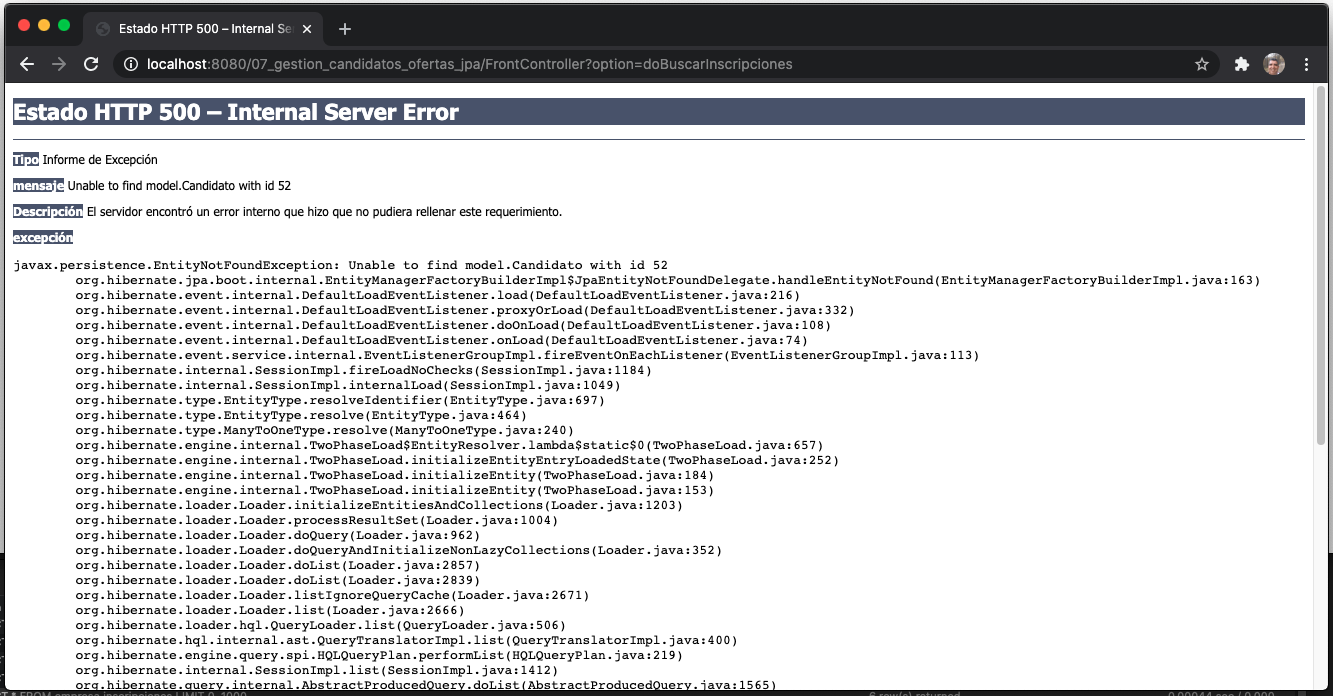 Estado HTTP 500 – Internal Se
localhost:8080/07_gestion_candidatos_ofertas_jpa/FrontController?option=doBuscarInscripciones
Estado HTTP 500 – Internal Server Error
Tipo Informe de Excepción
mensaje Unable to find model.Candidato with id 52
Descripción El servidor encontró un error interno que hizo que no pudiera rellenar este requerimiento.
excepción
javax.persistence.EntityNotFoundException: Unable to find model.Candidato with id 52
org.hibernate.jpa.boot.internal.EntityManagerFactoryBuilderImpl$JpaEntityNotFoundDelegate.handleEntityNotFound(EntityManagerFactoryBuilderImpl.java:163)
org.hibernate.event.internal.DefaultLoadEventListener.load(DefaultLoadEventListener.java:216)
org.hibernate.event.internal.DefaultLoadEventListener.proxyOrLoad(DefaultLoadEventListener.java:332)
org.hibernate.event.internal.DefaultLoadEventListener.doOnLoad(DefaultLoadEventListener.java:108)
org.hibernate.event.internal.DefaultLoadEventListener.onLoad(DefaultLoadEventListener.java:74)
org.hibernate.event.service.internal.EventListenerGroupImpl.fireEventOnEachListener(EventListenerGroupImpl.java:113)
org.hibernate.internal.SessionImpl.fireLoadNoChecks(SessionImpl.java:1184)
org.hibernate.internal.SessionImpl.internalLoad(SessionImpl.java:1049)
org.hibernate.type.EntityType.resolveIdentifier(EntityType.java:697)
org.hibernate.type.EntityType.resolve(EntityType.java:464)
org.hibernate.type.ManyToOneType.resolve(ManyToOneType.java:240)
org.hibernate.engine.internal.TwoPhaseLoad$EntityResolver.lambda$static$0(TwoPhaseLoad.java:657)
org.hibernate.engine.internal.TwoPhaseLoad.initializeEntityEntryLoadedState(TwoPhaseLoad.java:252)
org.hibernate.engine.internal.TwoPhaseLoad.initializeEntity(TwoPhaseLoad.java:184)
org.hibernate.engine.internal.TwoPhaseLoad.initializeEntity(TwoPhaseLoad.java:153)
org.hibernate.loader.Loader.initializeEntitiesAndCollections(Loader.java:1203)
org.hibernate.loader.Loader.processResultSet(Loader.java:1004)
org.hibernate.loader.Loader.doQuery(Loader.java:962)
org.hibernate.loader.Loader.doQueryAndInitializeNonLazyCollections(Loader.java:352)
org.hibernate.loader.Loader.doList(Loader.java:2857)
org.hibernate.loader.Loader.doList(Loader.java:2839)
org.hibernate.loader.Loader.listIgnoreQueryCache(Loader.java:2671)
org.hibernate.loader.Loader.list(Loader.java:2666)
org.hibernate.loader.hql.QueryLoader.list(QueryLoader.java:506)
org.hibernate.hql.internal.ast.QueryTranslatorImpl.list(QueryTranslatorImpl.java:400)
org.hibernate.engine.query.spi.HQLQueryPlan.performList(HQLQueryPlan.java:219)
org.hibernate.internal.SessionImpl.list(SessionImpl.java:1412)
org.hibernate.query.internal.AbstractProducedQuery.doList(AbstractProducedQuery.java:1565)